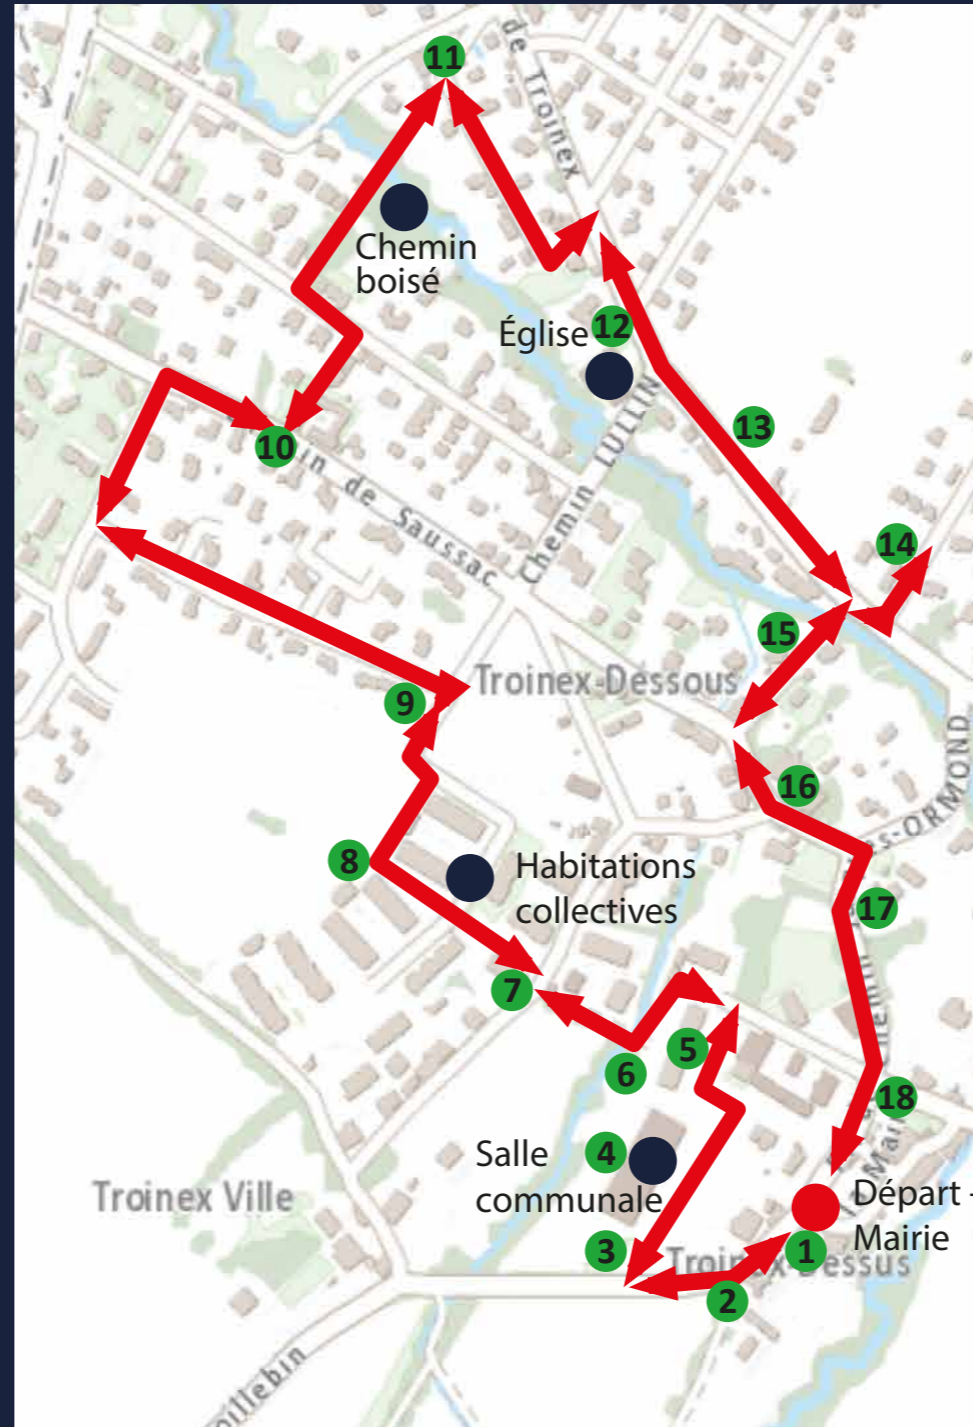 11
de Troinex
Chemin
boisé
Église
12
Chemin LULLIN
13
10
de Saussac
14
15
Troinex-Dessous
9
16
ORMOND
8
Habitations
collectives
17
7
5
6
18
4
Salle
communale
Troinex Ville
Départ -
Mairie
3
1
Troinex-Dessus
2